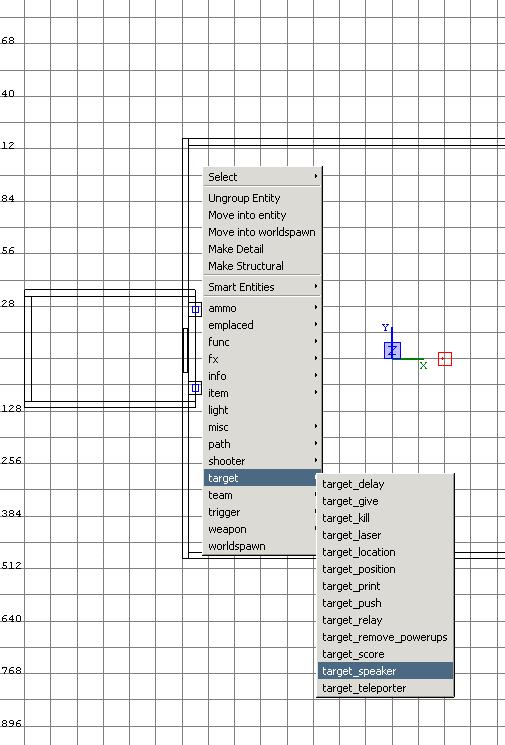 68
40
12
84
56
28
128
256
384
512
640
768
896
Select
Ungroup Entity
Move into entity
Move into worldspawn
Make Detail
Make Structural
Smart Entities
ammo
emplaced
func
fx
info
item
light
misc
path
shooter
target
team
trigger
weapon
worldspawn
target_delay
target_give
target_kill
target_laser
target_location
target_position
target_print
target_push
target_relay
target_remove_powerups
target_score
target_speaker
target_teleporter
Y
Z
X